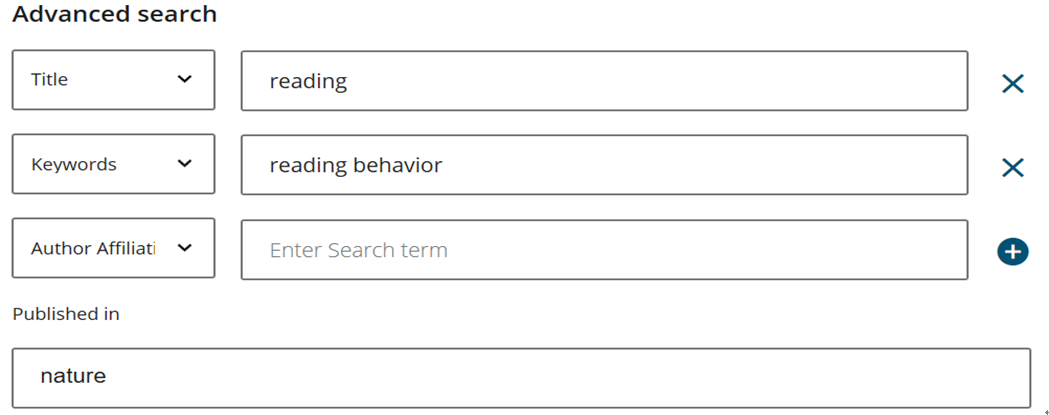 Advanced search
Title
reading
Keywords
reading behavior
Author Affiliati
Enter Search term
Published in
nature